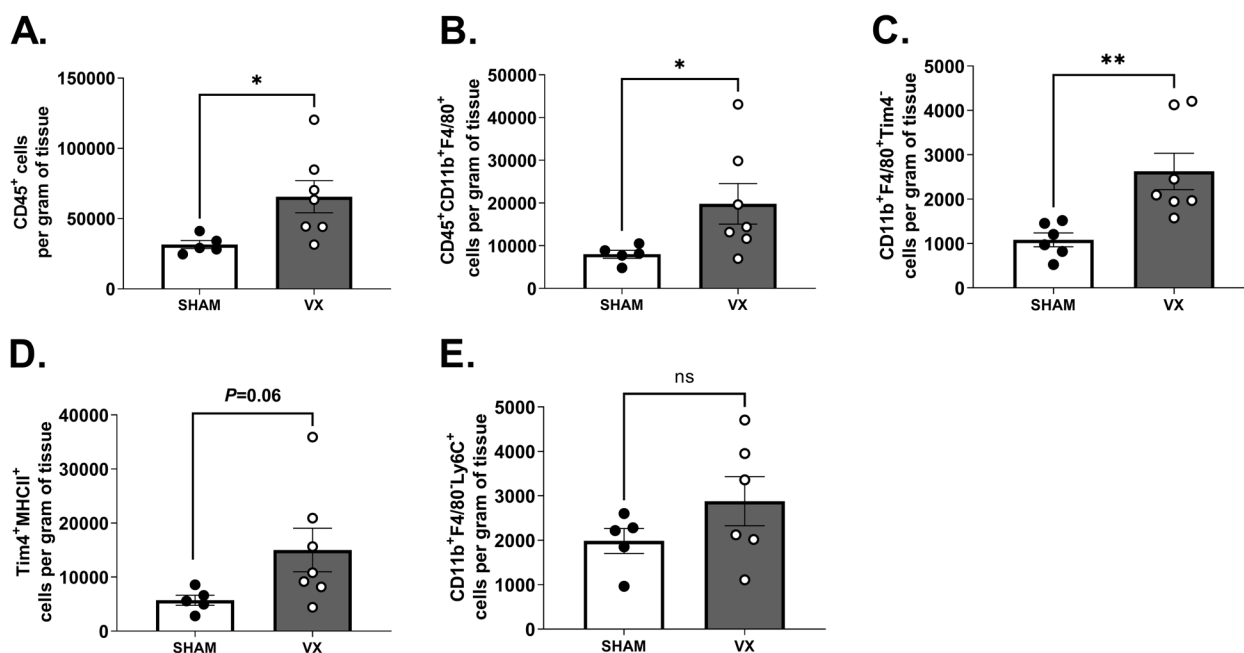 A.
CD45⁺ cells
per gram of tissue
150000
100000
50000
0
*
SHAM
VX
B.
CD45⁺CD11b⁺F4/80⁺
cells per gram of tissue
50000
40000
30000
20000
10000
0
*
SHAM
VX
C.
CD11b⁺F4/80⁺Tim4⁻
cells per gram of tissue
5000
4000
3000
2000
1000
0
**
SHAM
VX
D.
Tim4⁺MHCII⁺
cells per gram of tissue
40000
30000
20000
10000
0
P=0.06
SHAM
VX
E.
CD11b⁺F4/80⁻Ly6C⁺
cells per gram of tissue
5000
4000
3000
2000
1000
0
ns
SHAM
VX